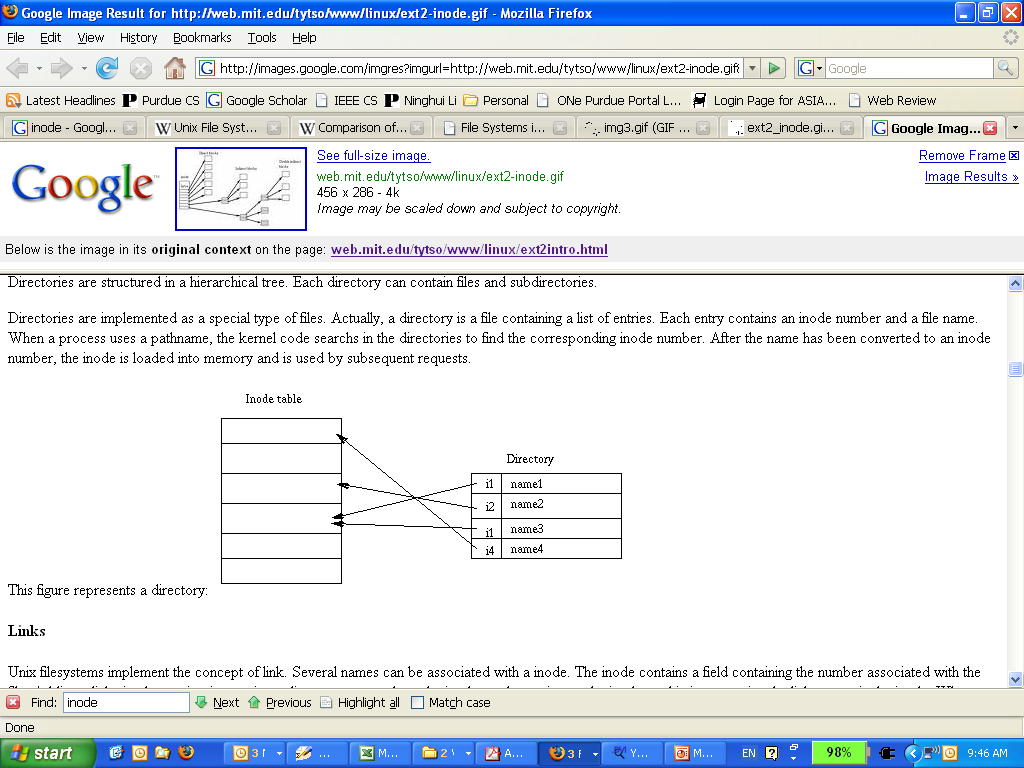 Google Image Result for http://web.mit.edu/tytso/www/linux/ext2-inode.gif - Mozilla Firefox
File Edit View History Bookmarks Tools Help
http://images.google.com/imgres?imgurl=http://web.mit.edu/tytso/www/linux/ext2-inode.gif& Google
Latest Headlines Purdue CS Google Scholar IEEE CS Ninghui Li Personal ONe Purdue Portal L... Login Page for ASIA... Web Review
inode - Googl... Unix File Syst... Comparison of... File Systems i... img3.gif (GIF ... ext2_inode.gi... Google Imag...
Google
See full-size image.
web.mit.edu/tytso/www/linux/ext2-inode.gif
456 x 286 - 4k
Image may be scaled down and subject to copyright.
Remove Frame
Image Results »
Below is the image in its original context on the page: web.mit.edu/tytso/www/linux/ext2intro.html
Directories are structured in a hierarchical tree. Each directory can contain files and subdirectories.
Directories are implemented as a special type of files. Actually, a directory is a file containing a list of entries. Each entry contains an inode number and a file name.
When a process uses a pathname, the kernel code searchs in the directories to find the corresponding inode number. After the name has been converted to an inode
number, the inode is loaded into memory and is used by subsequent requests.
Inode table
Directory
i1 name1
i2 name2
i1 name3
i4 name4
This figure represents a directory:
Links
Unix filesystems implement the concept of link. Several names can be associated with a inode. The inode contains a field containing the number associated with the
Find: inode Next Previous Highlight all Match case
Done
start 3 M... 2 A... 3 Y... M... EN 98% 9:46 AM